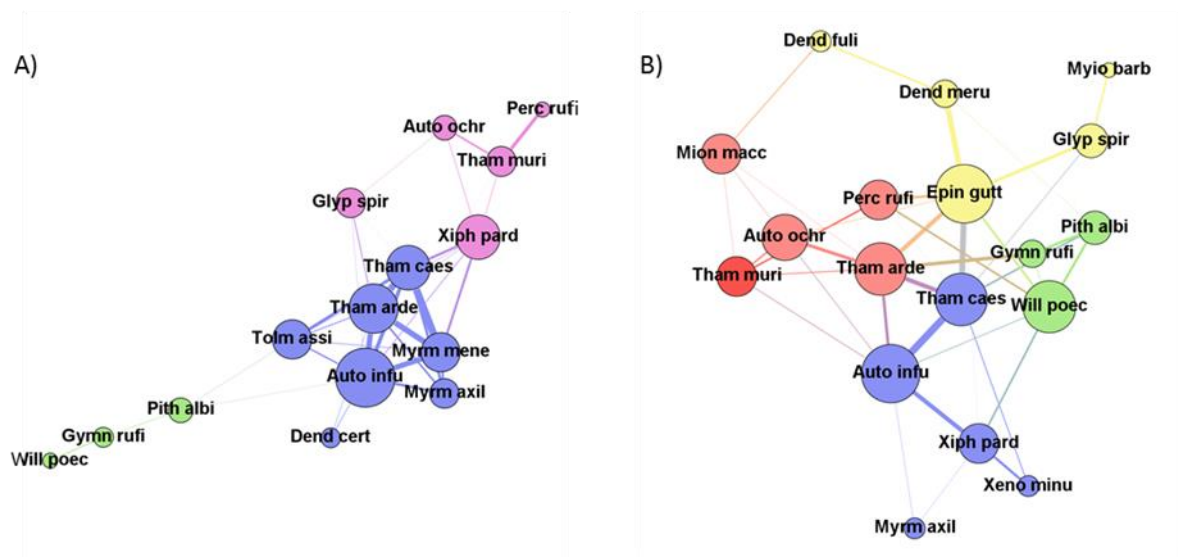 A)
Perc rufi
Auto ochr
Tham muri
Glyp spir
Xiph pard
Tham caes
Tham arde
Tolm assi
Myrm mene
Auto infu
Myrm axil
Pith albi
Gymn rufi
Dend cert
Will poec
B)
Dend fuli
Myio barb
Dend meru
Glyp spir
Mion macc
Epin gutt
Perc rufi
Pith albi
Auto ochr
Gymn rufi
Tham muri
Tham arde
Tham caes
Will poec
Auto infu
Xiph pard
Xeno minu
Myrm axil